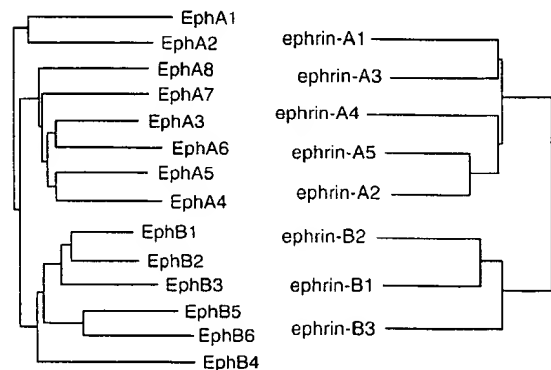 EphA1
EphA2
EphA8
EphA7
EphA3
EphA6
EphA5
EphA4
EphB1
EphB2
EphB3
EphB5
EphB6
EphB4
ephrin-A1
ephrin-A3
ephrin-A4
ephrin-A5
ephrin-A2
ephrin-B2
ephrin-B1
ephrin-B3